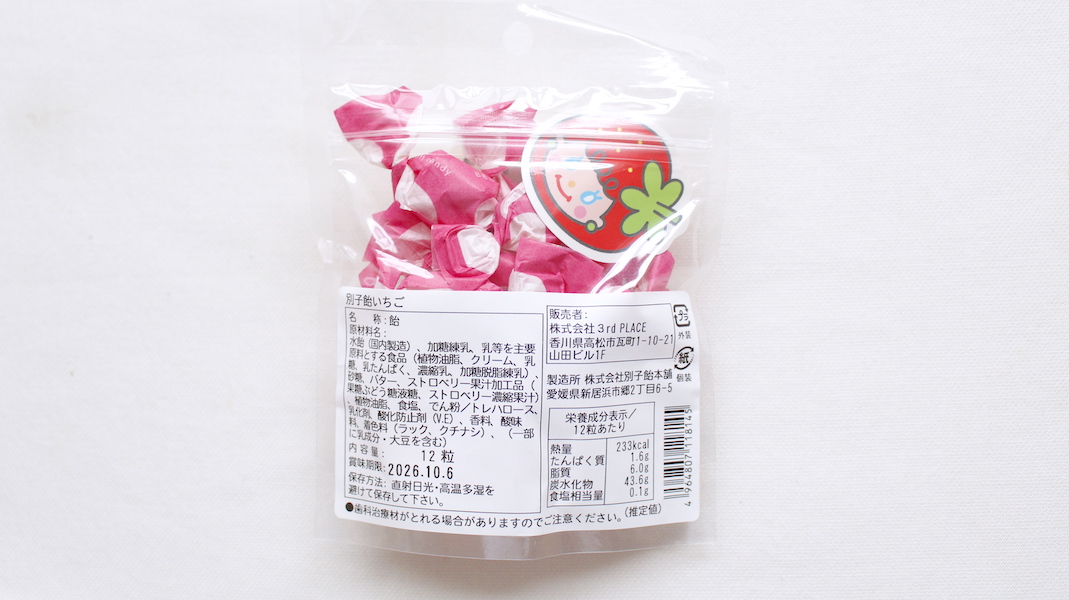 ndy
別子飴いちご
名　称:飴
原材料名:
水飴(国内製造)、加糖練乳、乳等を主要
原料とする食品(植物油脂、クリーム、乳
糖、乳たんぱく、濃縮乳、加糖脱脂練乳)、
砂糖、バター、ストロベリー果汁加工品(
果糖ぶどう糖液糖、ストロベリー濃縮果汁)
、植物油脂、食塩、でん粉/トレハロース、
乳化剤、酸化防止剤(V.E)、香料、酸味
料、着色料(ラック、クチナシ)、(一部
に乳成分・大豆を含む)
内容量: 12粒
賞味期限:2026.10.6
保存方法: 直射日光・高温多湿を
避けて保存して下さい。
販売者:
株式会社3rd PLACE
香川県高松市瓦町1-10-21
山田ビル1F
プラ
外装
紙
個装
製造所 株式会社別子飴本舗
愛媛県新居浜市郷2丁目6-5
栄養成分表示/
12粒あたり
熱量 233kcal
たんぱく質 1.6g
脂質 6.0g
炭水化物 43.6g
食塩相当量 0.1g
(推定値)
4 964807 118145
●歯科治療材がとれる場合がありますのでご注意ください。